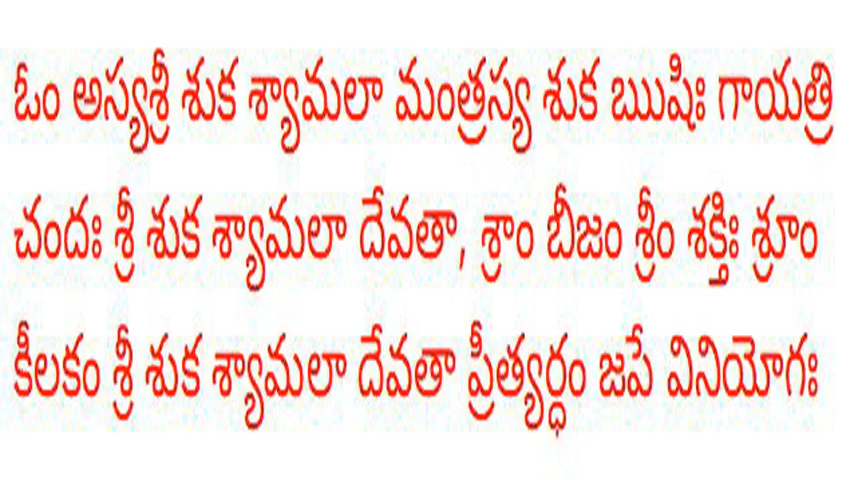 ఓం అస్యశ్రీ శుక శ్యామలా మంత్రస్య శుక ఋషిః గాయత్రి
చందః శ్రీ శుక శ్యామలా దేవతా, శ్రాం బీజం శ్రీం శక్తిః శ్రూం
కీలకం శ్రీ శుక శ్యామలా దేవతా ప్రీత్యర్ధం జపే వినియోగః